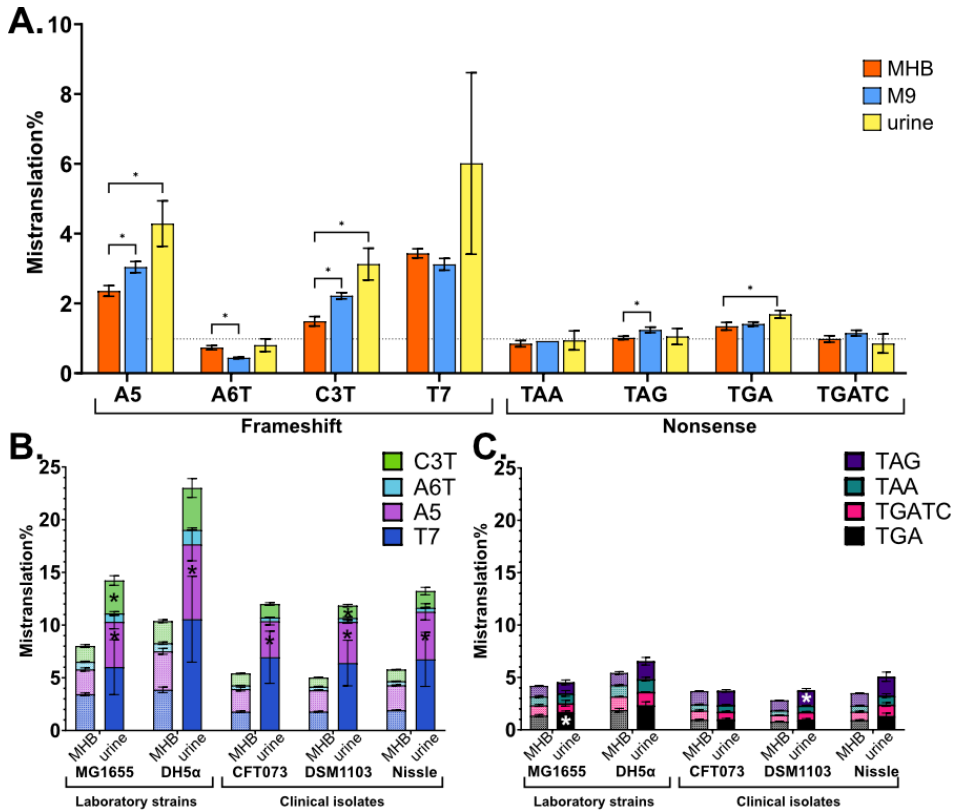 A.
Mistranslation%
10
8
6
4
2
0
MHB
M9
urine
* * * * * * *
A5 A6T C3T T7 TAA TAG TGA TGATC
Frameshift Nonsense
B.
Mistranslation%
25
20
15
10
5
0
C3T
A6T
A5
T7
* * * * * * *
MHB urine MHB urine MHB urine MHB urine MHB urine
MG1655 DH5α CFT073 DSM1103 Nissle
Laboratory strains Clinical isolates
C.
Mistranslation%
25
20
15
10
5
0
TAG
TAA
TGATC
TGA
* *
MHB urine MHB urine MHB urine MHB urine MHB urine
MG1655 DH5α CFT073 DSM1103 Nissle
Laboratory strains Clinical isolates